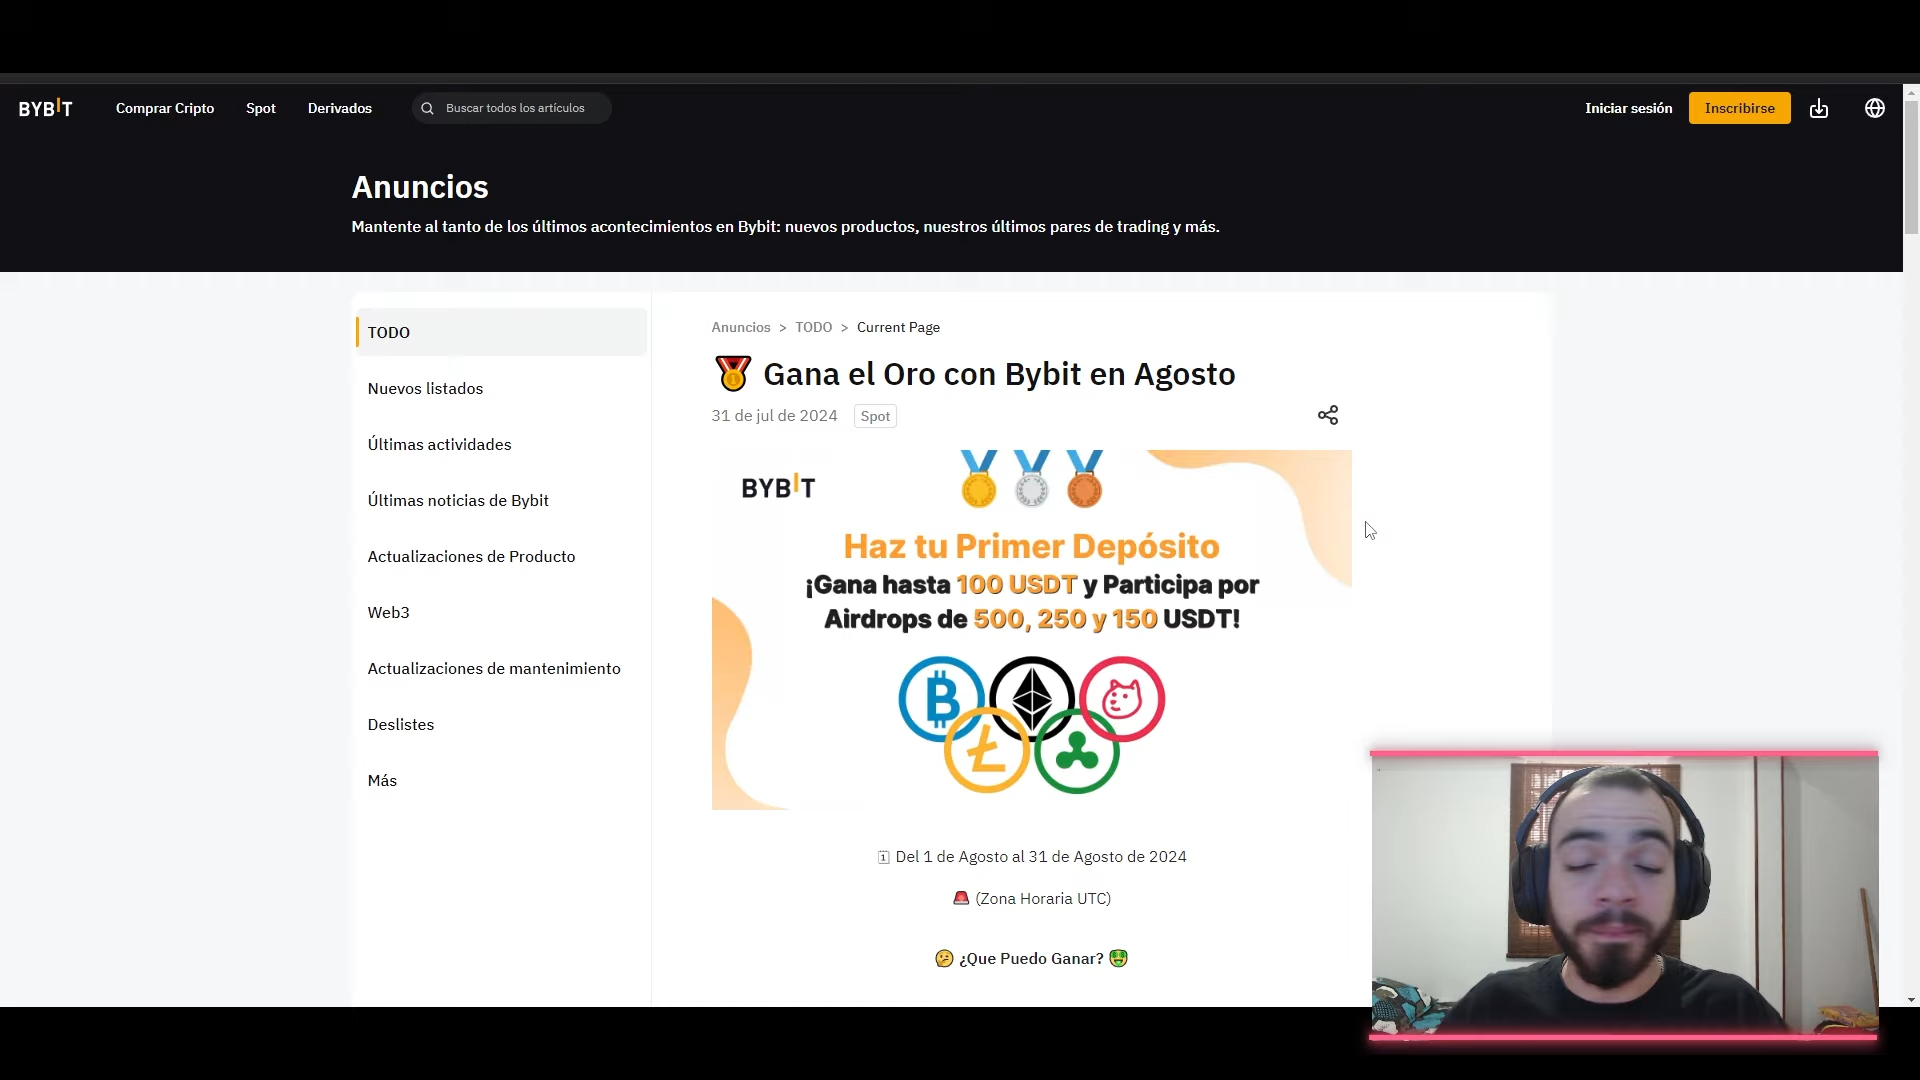 BYBIT
Comprar Cripto
Spot
Derivados
Buscar todos los artículos
Iniciar sesión
Inscribirse
Anuncios
Mantente al tanto de los últimos acontecimientos en Bybit: nuevos productos, nuestros últimos pares de trading y más.
TODO
Nuevos listados
Últimas actividades
Últimas noticias de Bybit
Actualizaciones de Producto
Web3
Actualizaciones de mantenimiento
Deslistes
Más
Anuncios > TODO > Current Page
🏅 Gana el Oro con Bybit en Agosto
31 de jul de 2024 Spot
BYBIT
Haz tu Primer Depósito
¡Gana hasta 100 USDT y Participa por
Airdrops de 500, 250 y 150 USDT!
Del 1 de Agosto al 31 de Agosto de 2024
🚨 (Zona Horaria UTC)
🤔 ¿Que Puedo Ganar? 🤑